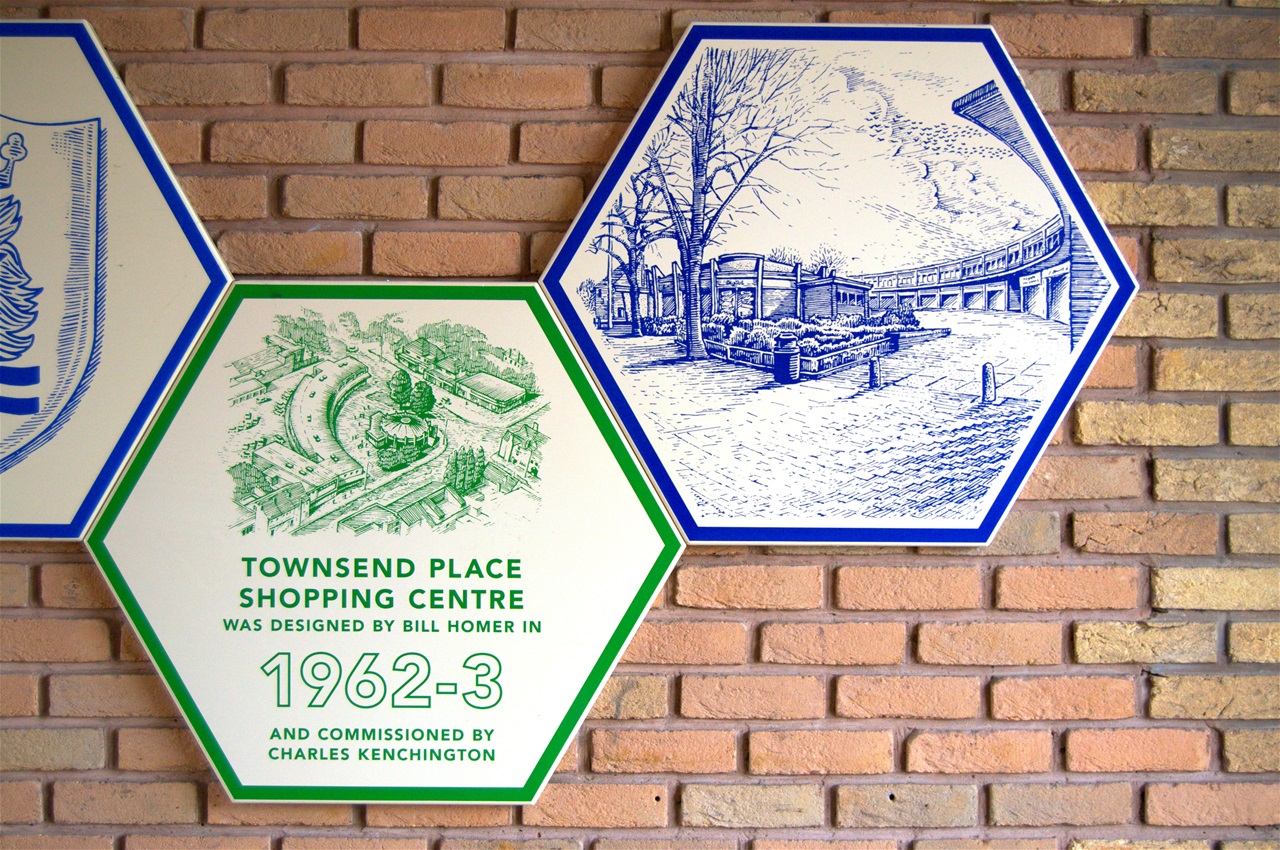 TOWNSEND PLACE
SHOPPING CENTRE
WAS DESIGNED BY BILL HOMER IN
1962-3
AND COMMISSIONED BY
CHARLES KENCHINGTON